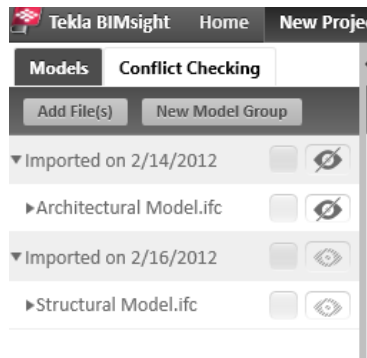 Tekla BIMsight Home New Proje
Models Conflict Checking
Add File(s) New Model Group
Imported on 2/14/2012
Architectural Model.ifc
Imported on 2/16/2012
Structural Model.ifc